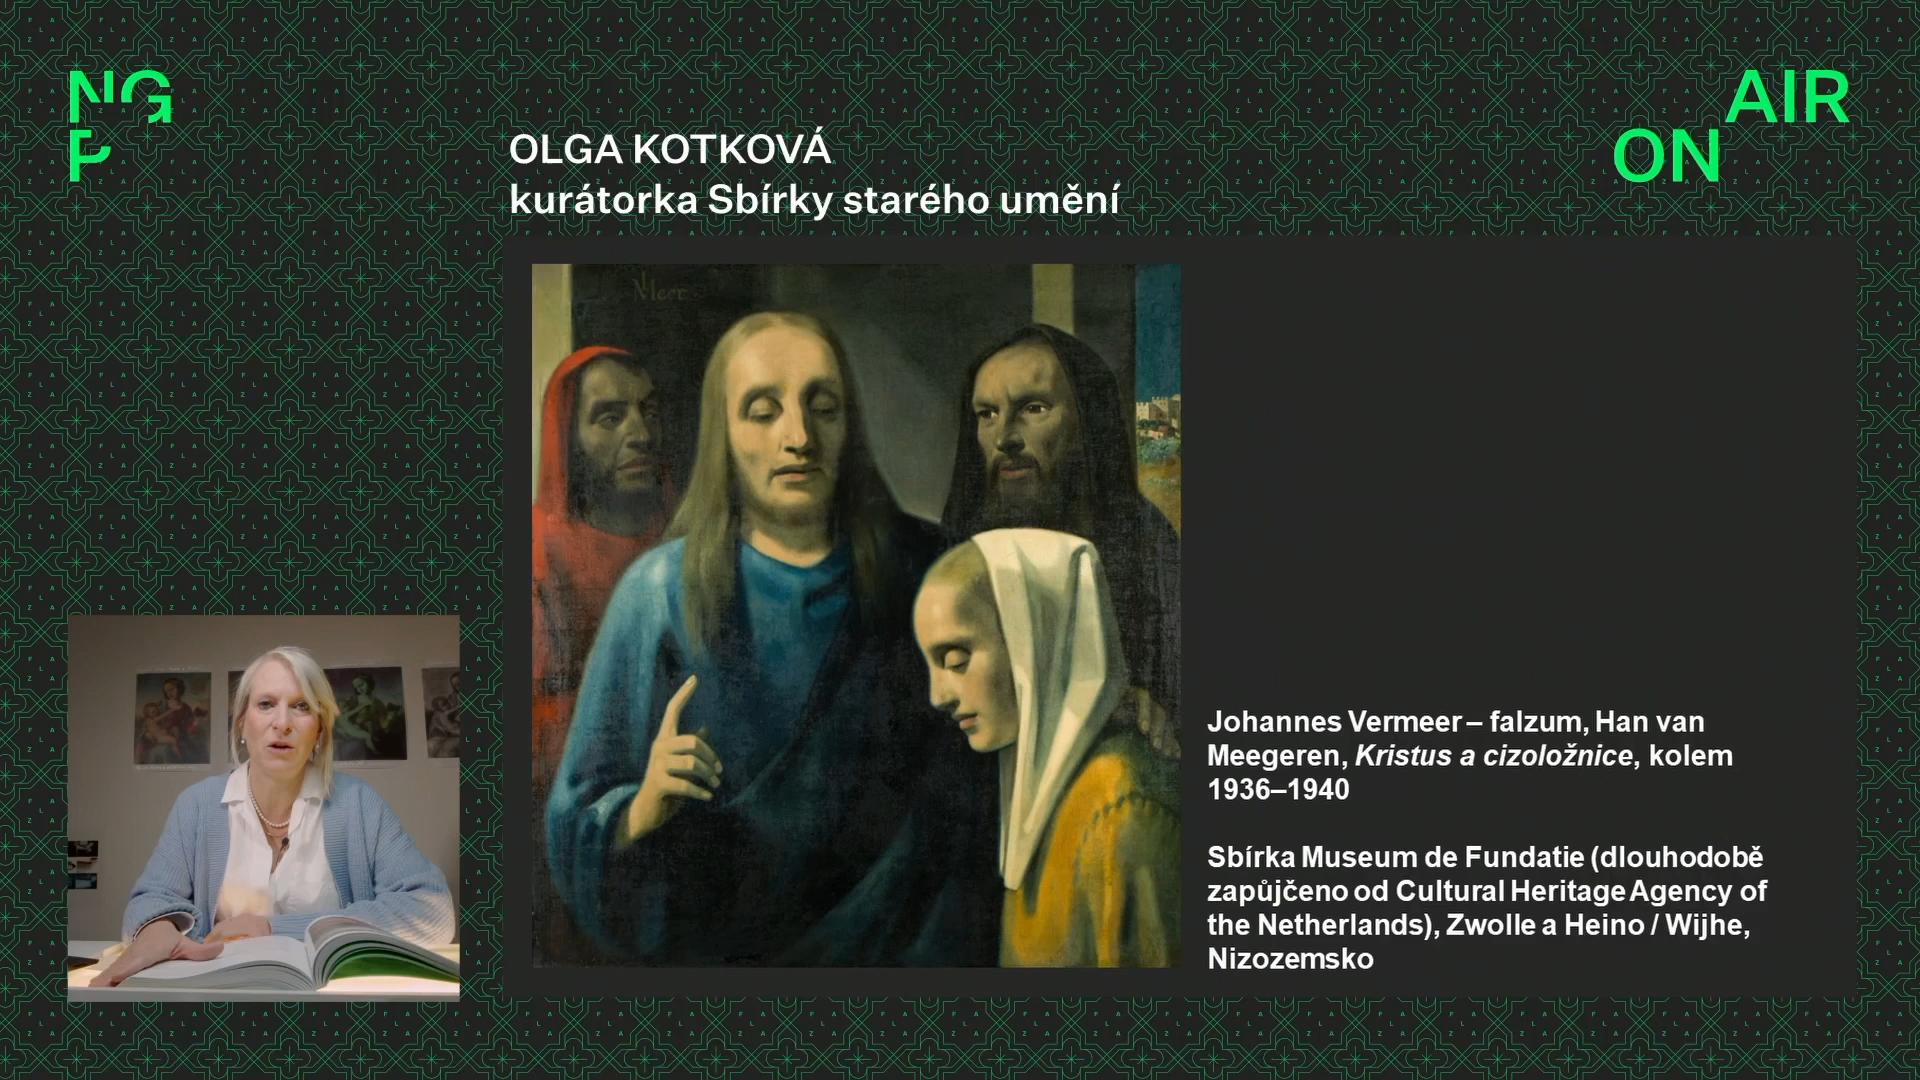 NG
P
AIR
ON
OLGA KOTKOVÁ
kurátorka Sbírky starého umění
Meer
Johannes Vermeer – falzum, Han van
Meegeren, Kristus a cizoložnice, kolem
1936–1940
Sbírka Museum de Fundatie (dlouhodobě
zapůjčeno od Cultural Heritage Agency of
the Netherlands), Zwolle a Heino / Wijhe,
Nizozemsko